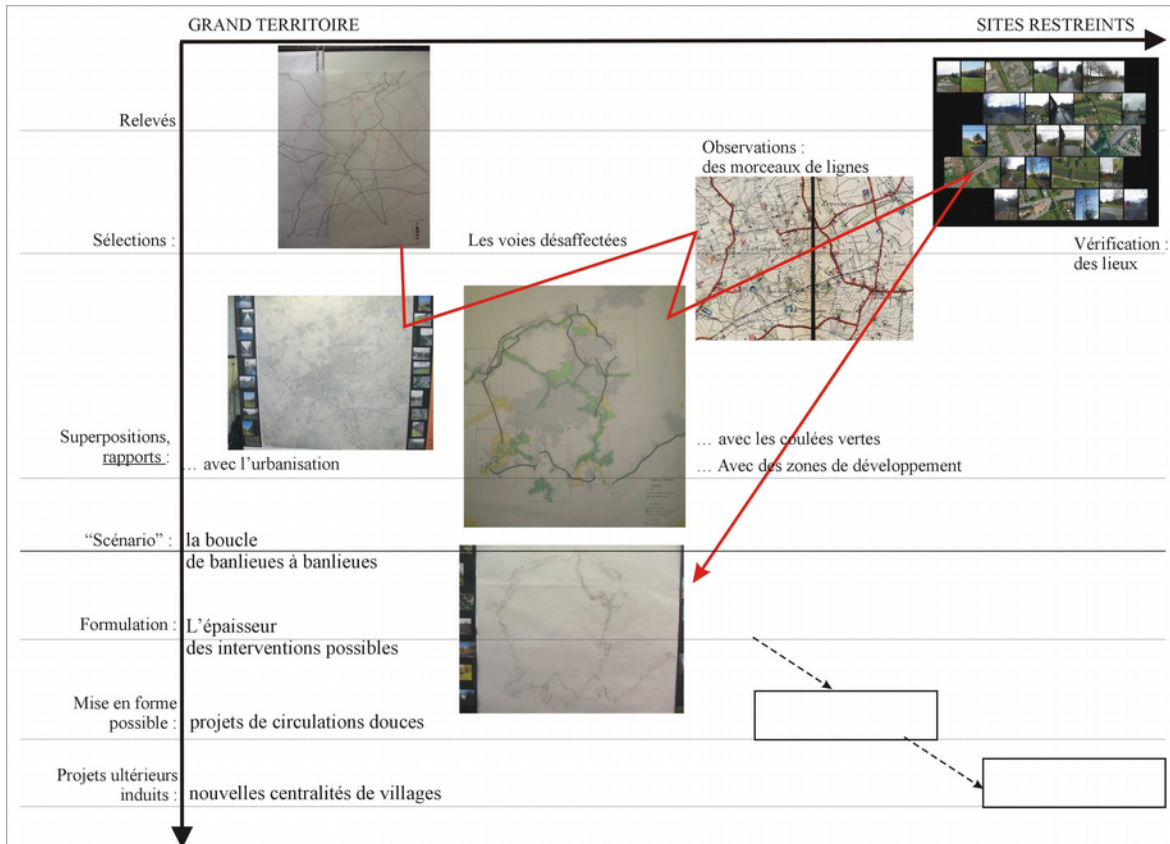 GRAND TERRITOIRE
SITES RESTREINTS
Relevés
Observations :
des morceaux de lignes
Sélections :
Les voies désaffectées
Vérification :
des lieux
Superpositions,
rapports :
… avec l’urbanisation
… avec les coulées vertes
… Avec des zones de développement
“Scénario” :
la boucle
de banlieues à banlieues
Formulation :
L’épaisseur
des interventions possibles
Mise en forme
possible :
projets de circulations douces
Projets ultérieurs
induits :
nouvelles centralités de villages